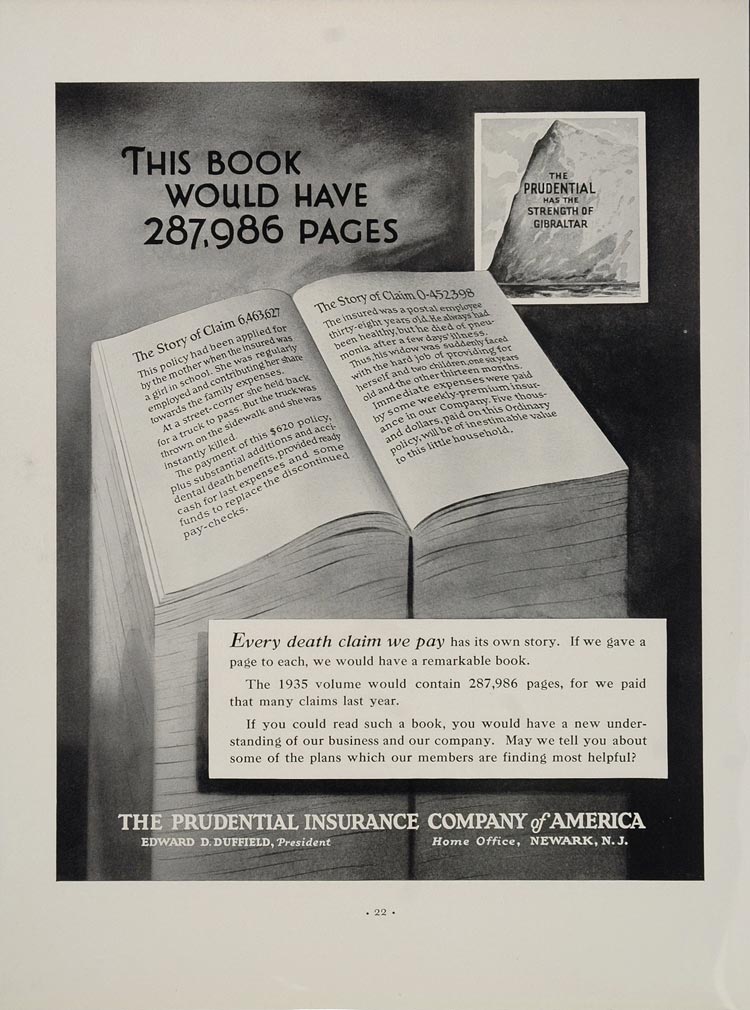 THIS BOOK
WOULD HAVE
287,986 PAGES
THE
PRUDENTIAL
HAS THE
STRENGTH OF
GIBRALTAR
The Story of Claim 6,463,627
This policy had been applied for
by the mother when the insured was
a girl in school. She was regularly
employed and contributing her share
towards the family expenses.
At a street-corner she held back
for a truck to pass. But the truck was
thrown on the sidewalk and she was
instantly killed.
The payment of this $620 policy,
plus substantial additions and acci-
dental death benefits, provided ready
cash for last expenses and some
funds to replace the discontinued
pay-checks.
The Story of Claim O-452398
The insured was a postal employee
thirty-eight years old. He always had
been healthy, but he died of pneu-
monia after a few days' illness.
Thus, his widow was suddenly faced
with the hard job of providing for
herself and two children, one six years
old and the other thirteen months.
Immediate expenses were paid
by some weekly-premium insur-
ance in our Company. Five thous-
and dollars, paid on this Ordinary
policy, will be of inestimable value
to this little household.
Every death claim we pay has its own story. If we gave a
page to each, we would have a remarkable book.
The 1935 volume would contain 287,986 pages, for we paid
that many claims last year.
If you could read such a book, you would have a new under-
standing of our business and our company. May we tell you about
some of the plans which our members are finding most helpful?
THE PRUDENTIAL INSURANCE COMPANY of AMERICA
EDWARD D. DUFFIELD, President Home Office, NEWARK, N. J.
• 22 •